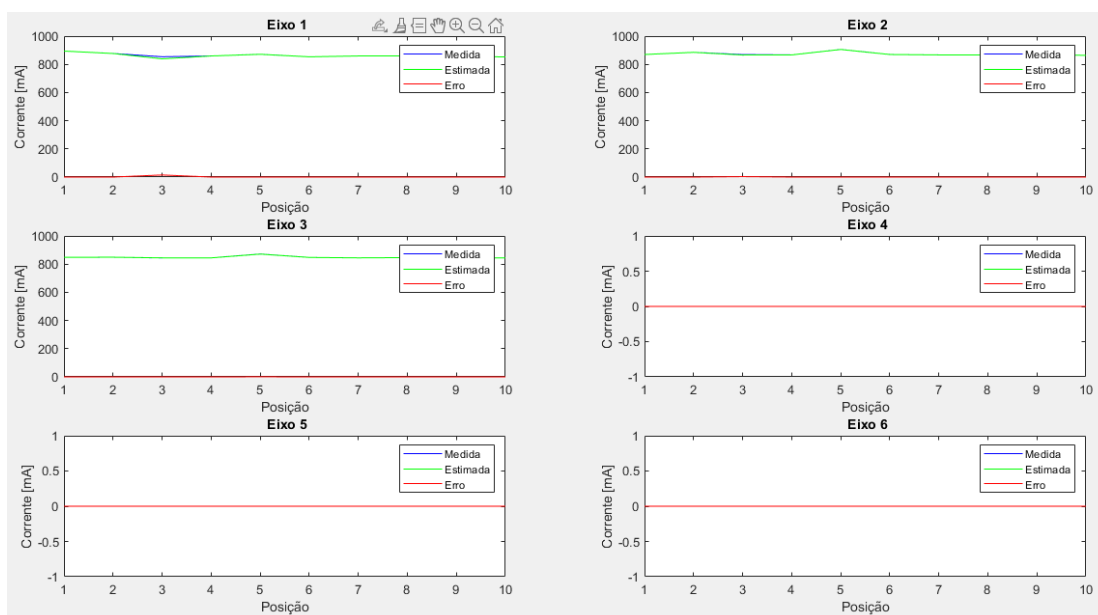 Eixo 1
Corrente [mA]
1000
800
600
400
200
0
Medida
Estimada
Erro
1 2 3 4 5 6 7 8 9 10
Posição
Eixo 2
Corrente [mA]
1000
800
600
400
200
0
Medida
Estimada
Erro
1 2 3 4 5 6 7 8 9 10
Posição
Eixo 3
Corrente [mA]
1000
800
600
400
200
0
Medida
Estimada
Erro
1 2 3 4 5 6 7 8 9 10
Posição
Eixo 4
Corrente [mA]
1
0.5
0
-0.5
-1
Medida
Estimada
Erro
1 2 3 4 5 6 7 8 9 10
Posição
Eixo 5
Corrente [mA]
1
0.5
0
-0.5
-1
Medida
Estimada
Erro
1 2 3 4 5 6 7 8 9 10
Posição
Eixo 6
Corrente [mA]
1
0.5
0
-0.5
-1
Medida
Estimada
Erro
1 2 3 4 5 6 7 8 9 10
Posição